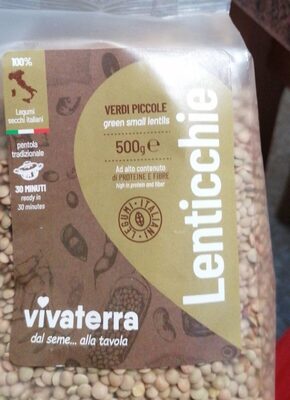 100%
Legumi
secchi italiani
pentola
tradizionale
30 MINUTI
ready in
30 minutes
VERDI PICCOLE
green small lentils
500g e
Ad alto contenuto
di PROTEINE E FIBRE
high in protein and fiber
LEGUMI ITALIANI
Lenticchie
vivaterra
dal seme... alla tavola